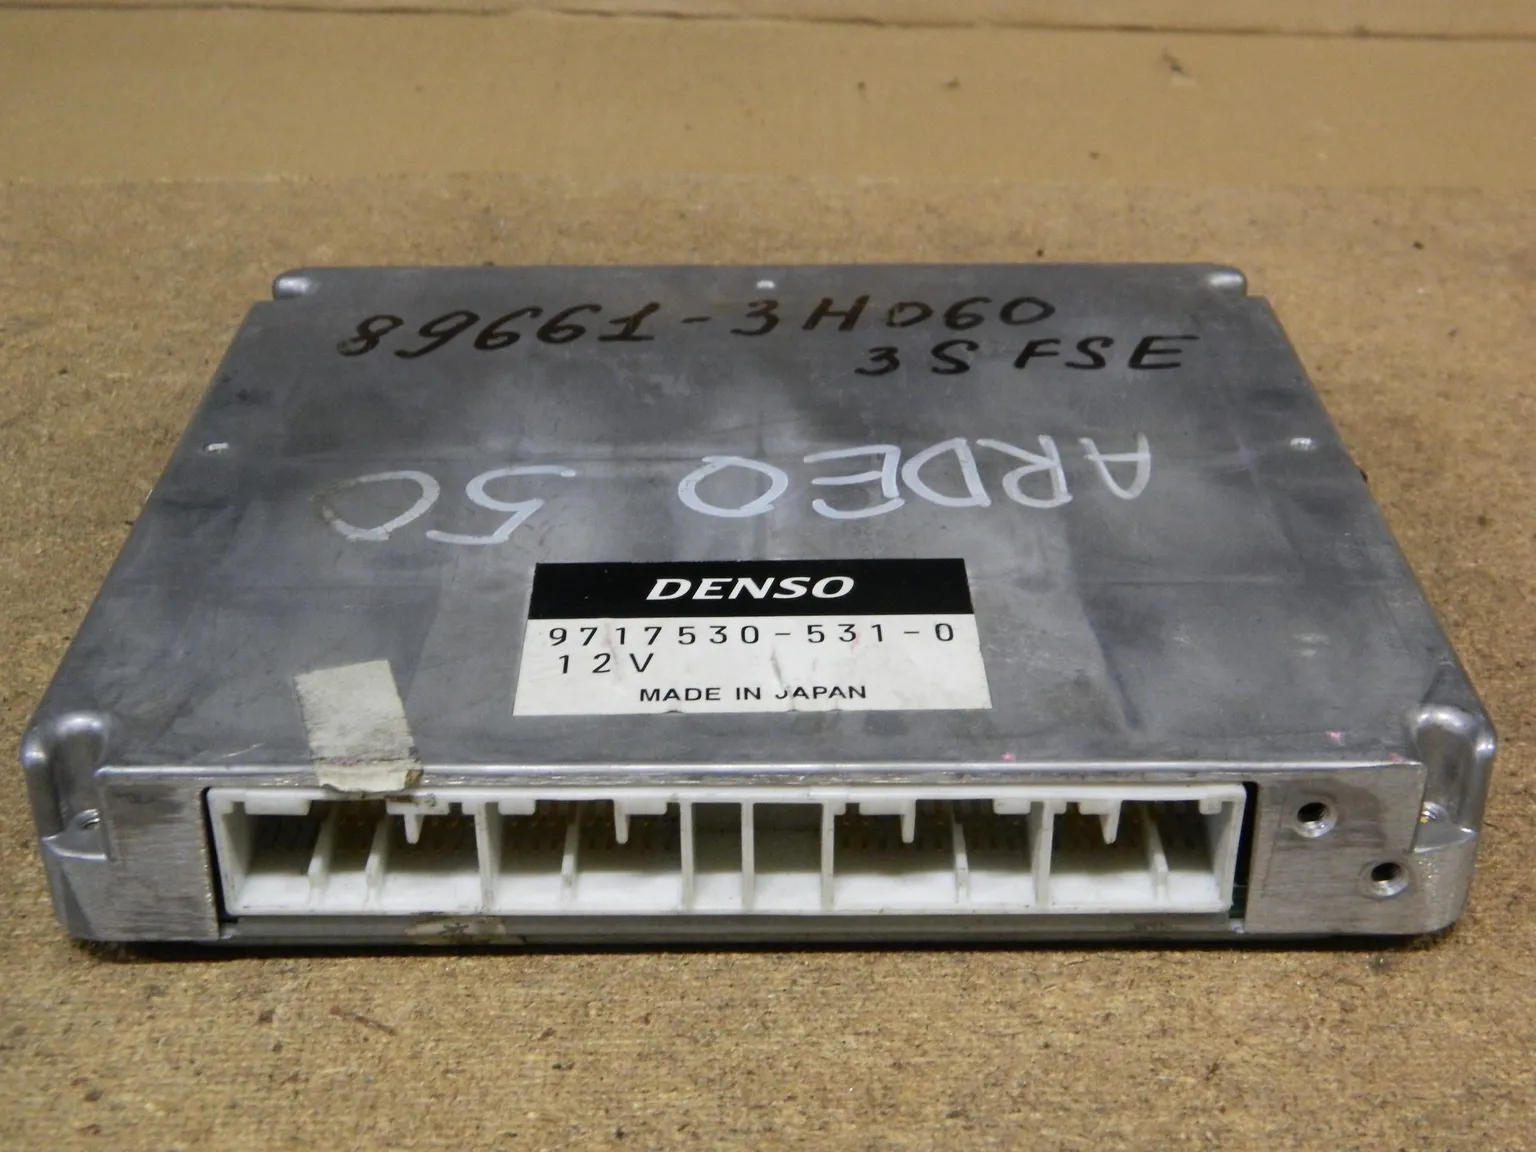 89661-3H060
3S FSE
ARDEO 50
DENSO
9717530-531-0
12V
MADE IN JAPAN